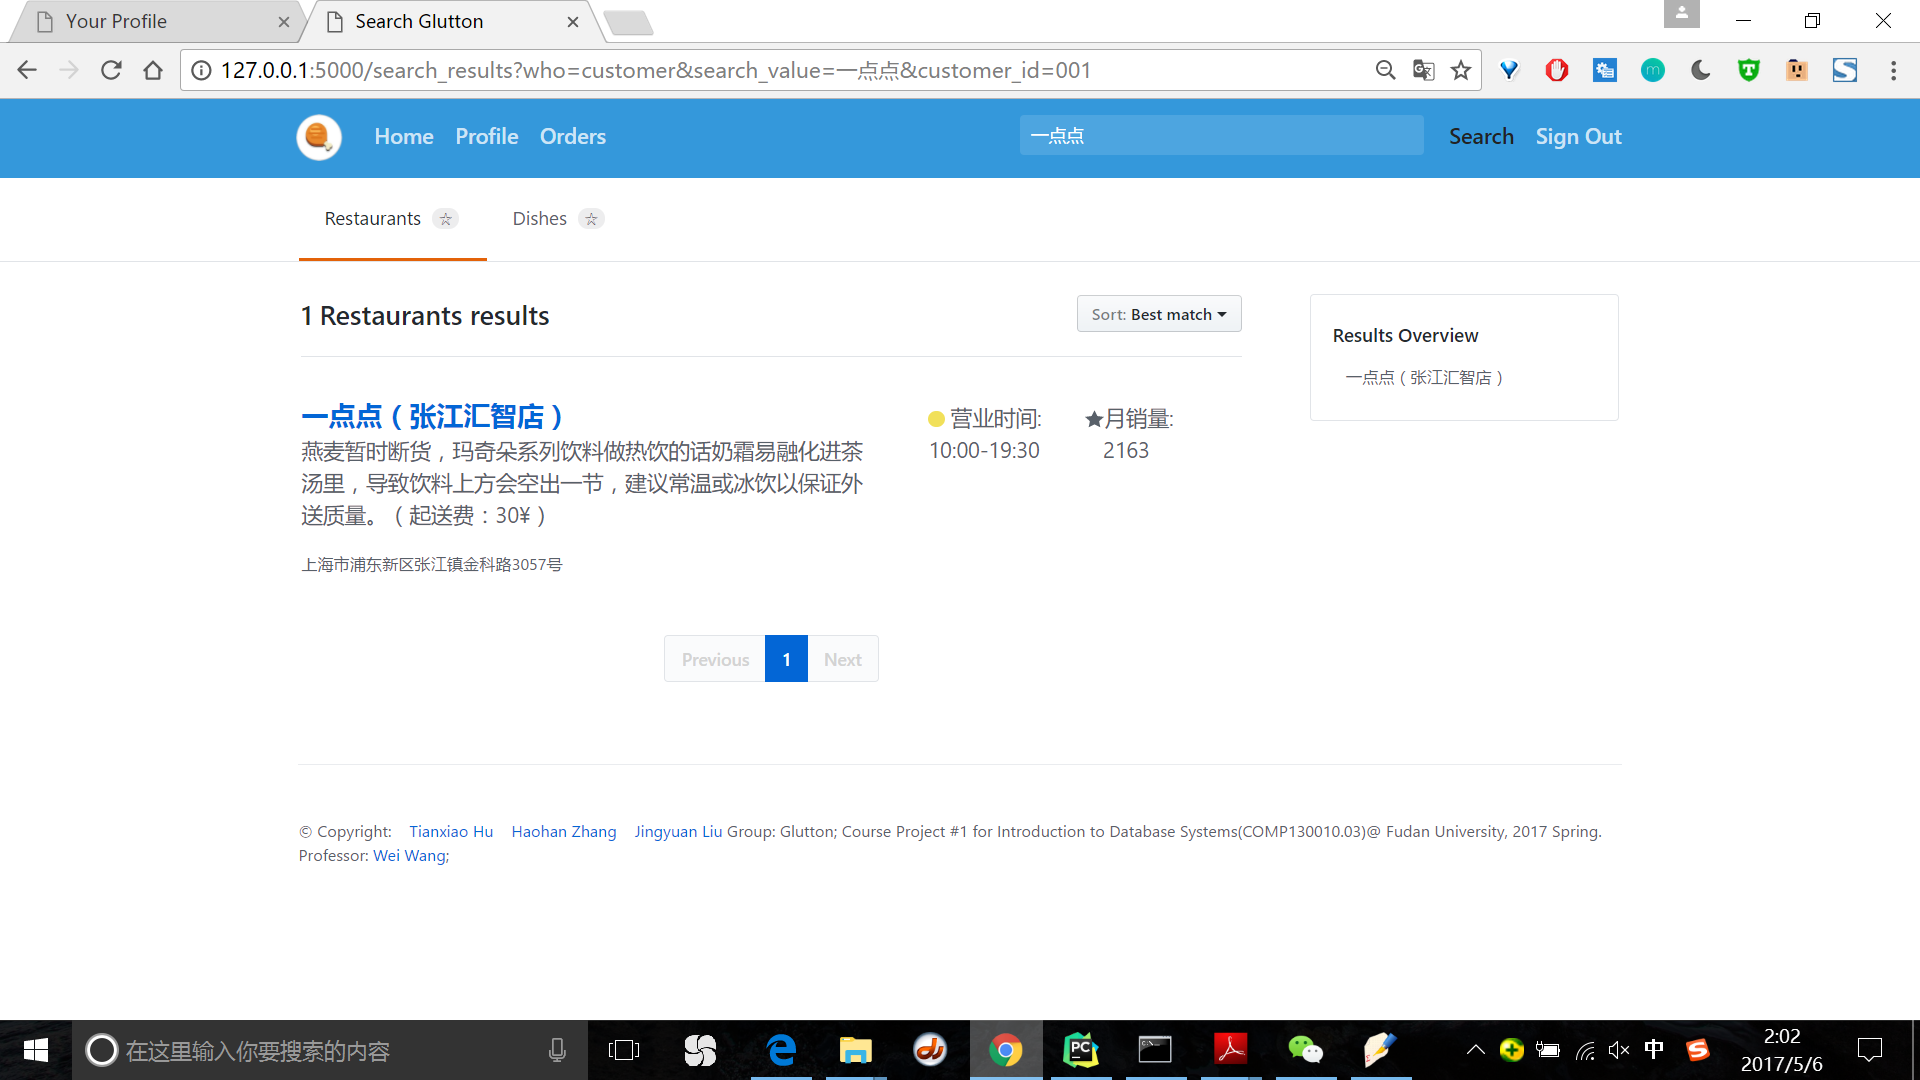 Your Profile
Search Glutton
127.0.0.1:5000/search_results?who=customer&search_value=一点点&customer_id=001
Home Profile Orders
一点点
Search Sign Out
Restaurants ☆ Dishes ☆
1 Restaurants results
Sort: Best match
Results Overview
一点点（张江汇智店）
一点点（张江汇智店）
燕麦暂时断货，玛奇朵系列饮料做热饮的话奶霜易融化进茶
汤里，导致饮料上方会空出一节，建议常温或冰饮以保证外
送质量。（起送费：30¥）
上海市浦东新区张江镇金科路3057号
营业时间:
10:00-19:30
★月销量:
2163
Previous 1 Next
© Copyright: Tianxiao Hu Haohan Zhang Jingyuan Liu Group: Glutton; Course Project #1 for Introduction to Database Systems(COMP130010.03)@ Fudan University, 2017 Spring.
Professor: Wei Wang;
在这里输入你要搜索的内容
中
2:02
2017/5/6